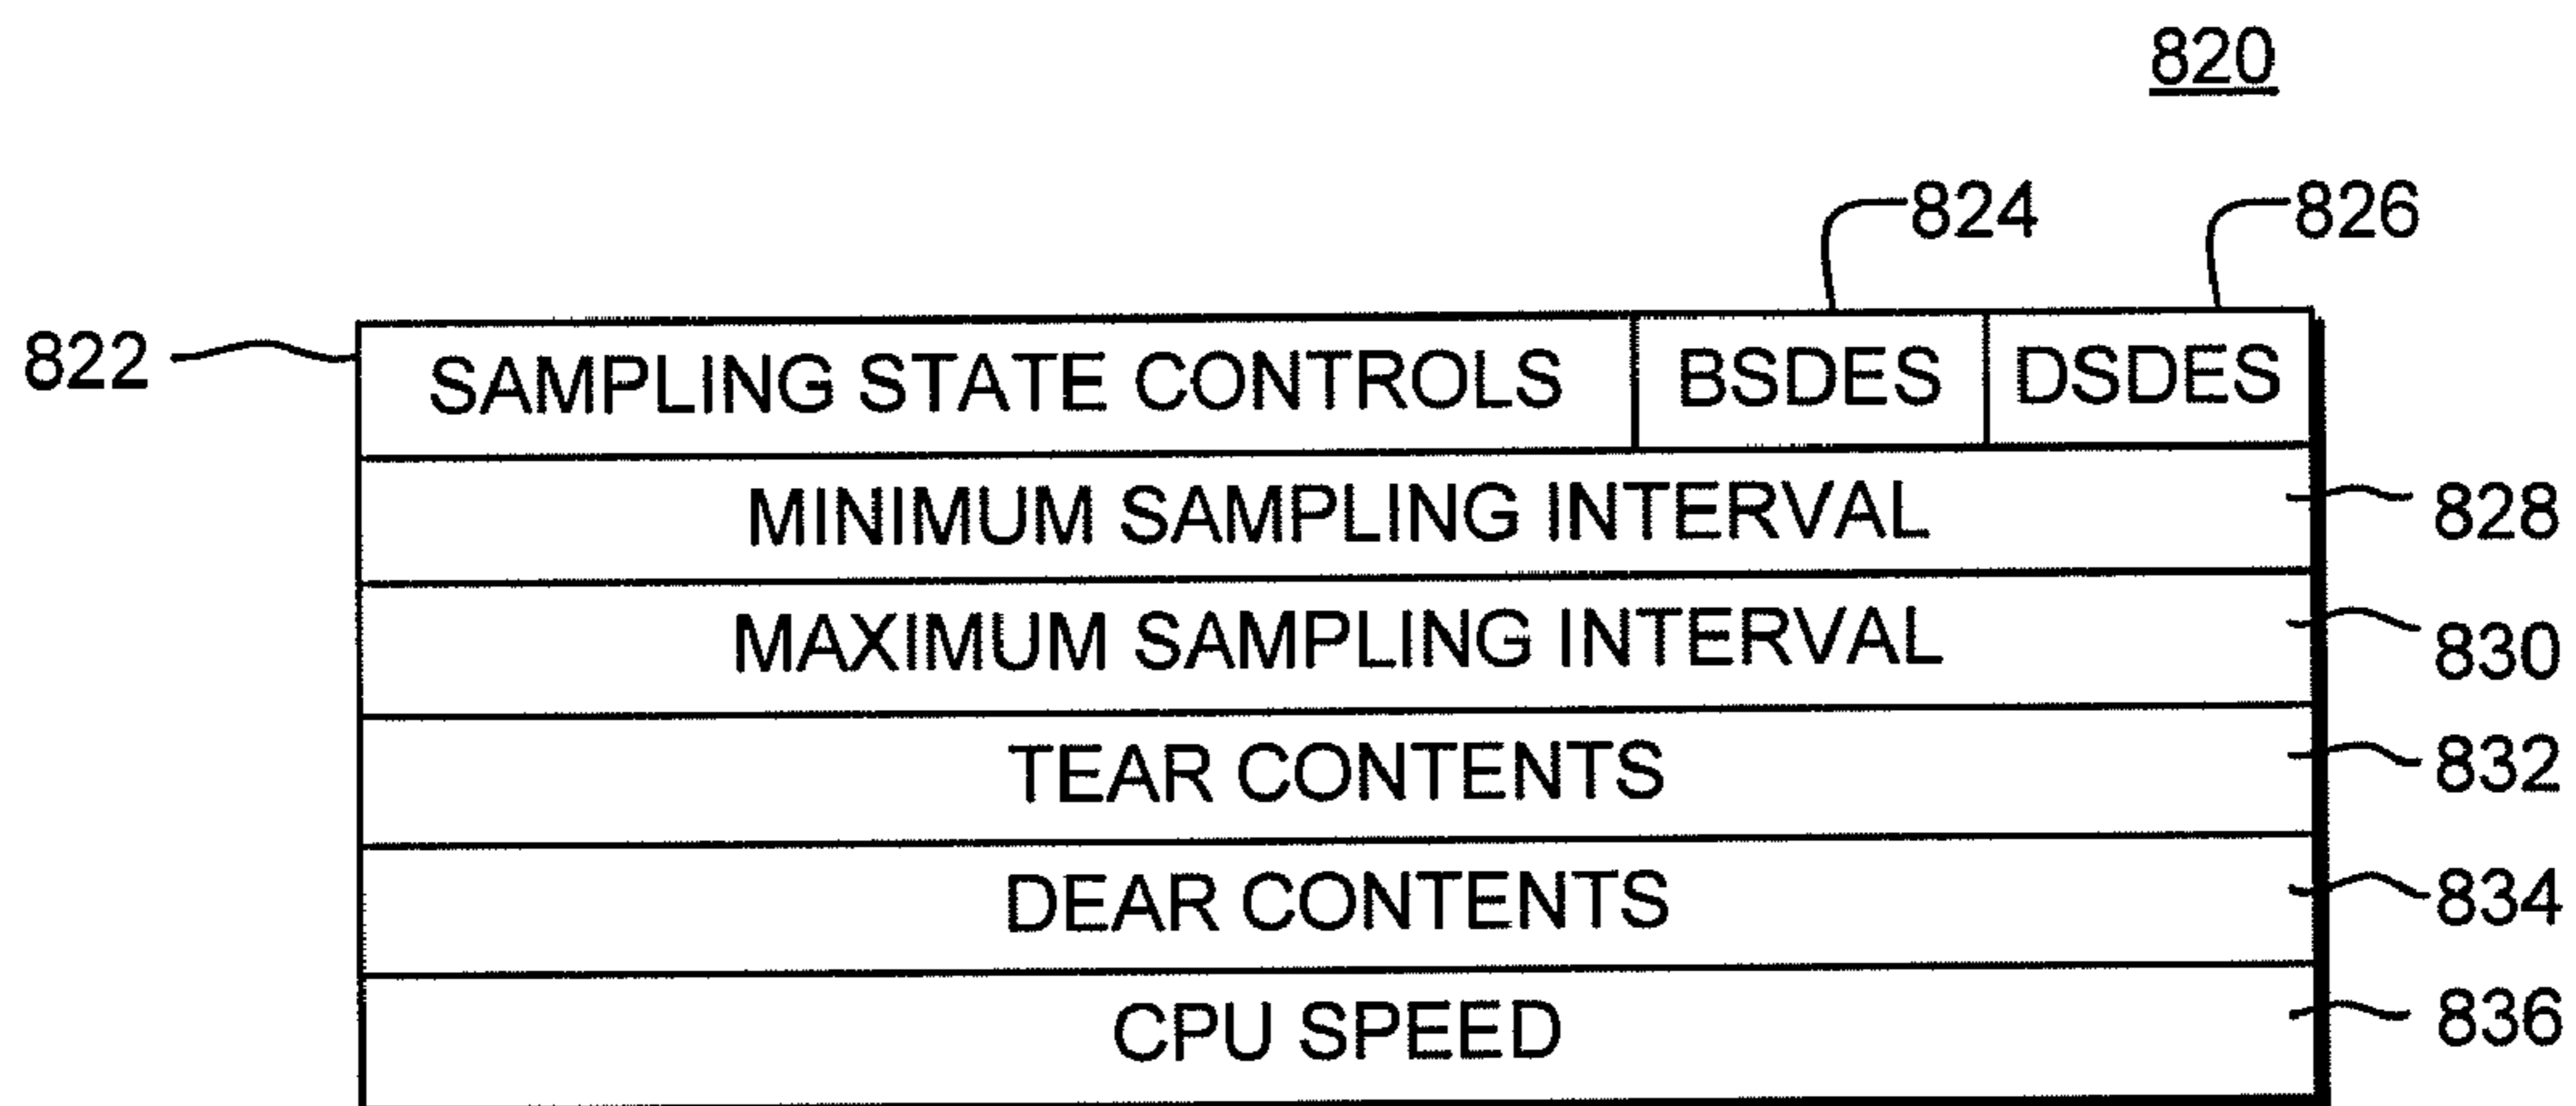 820
824 826
822 SAMPLING STATE CONTROLS BSDES DSDES
MINIMUM SAMPLING INTERVAL 828
MAXIMUM SAMPLING INTERVAL 830
TEAR CONTENTS 832
DEAR CONTENTS 834
CPU SPEED 836